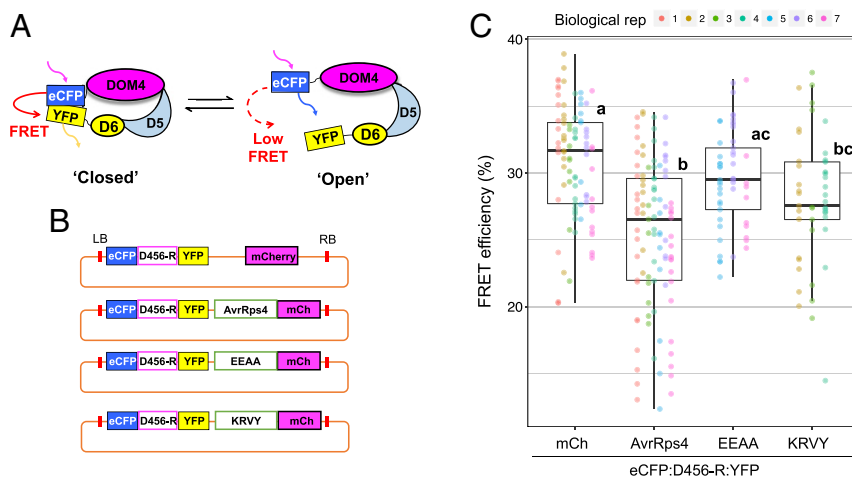 A
eCFP
DOM4
YFP
D6
D5
FRET
'Closed'
eCFP
DOM4
YFP
D6
D5
Low
FRET
'Open'
B
LB
RB
eCFP D456-R YFP mCherry
eCFP D456-R YFP AvrRps4 mCh
eCFP D456-R YFP EEAA mCh
eCFP D456-R YFP KRVY mCh
C
Biological rep 1 2 3 4 5 6 7
FRET efficiency (%)
40
30
20
a
b
ac
bc
mCh AvrRps4 EEAA KRVY
eCFP:D456-R:YFP